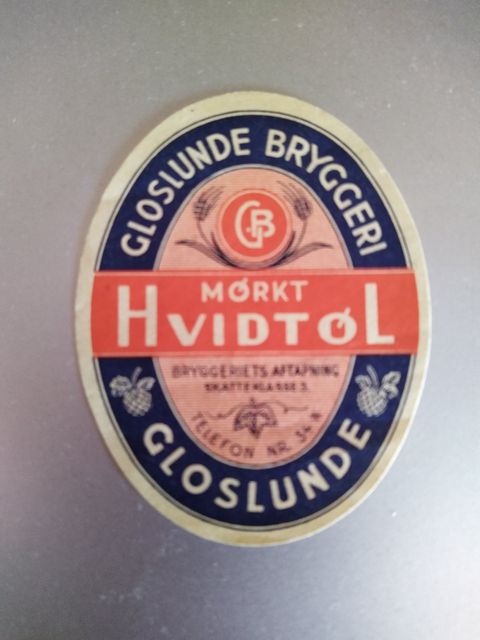 GLOSLUNDE BRYGGERI
GB
MØRKT
HVIDTØL
BRYGGERIETS AFTAPNING
SKATTEKLASSE 3.
TELEFON NR. 34 A
GLOSLUNDE